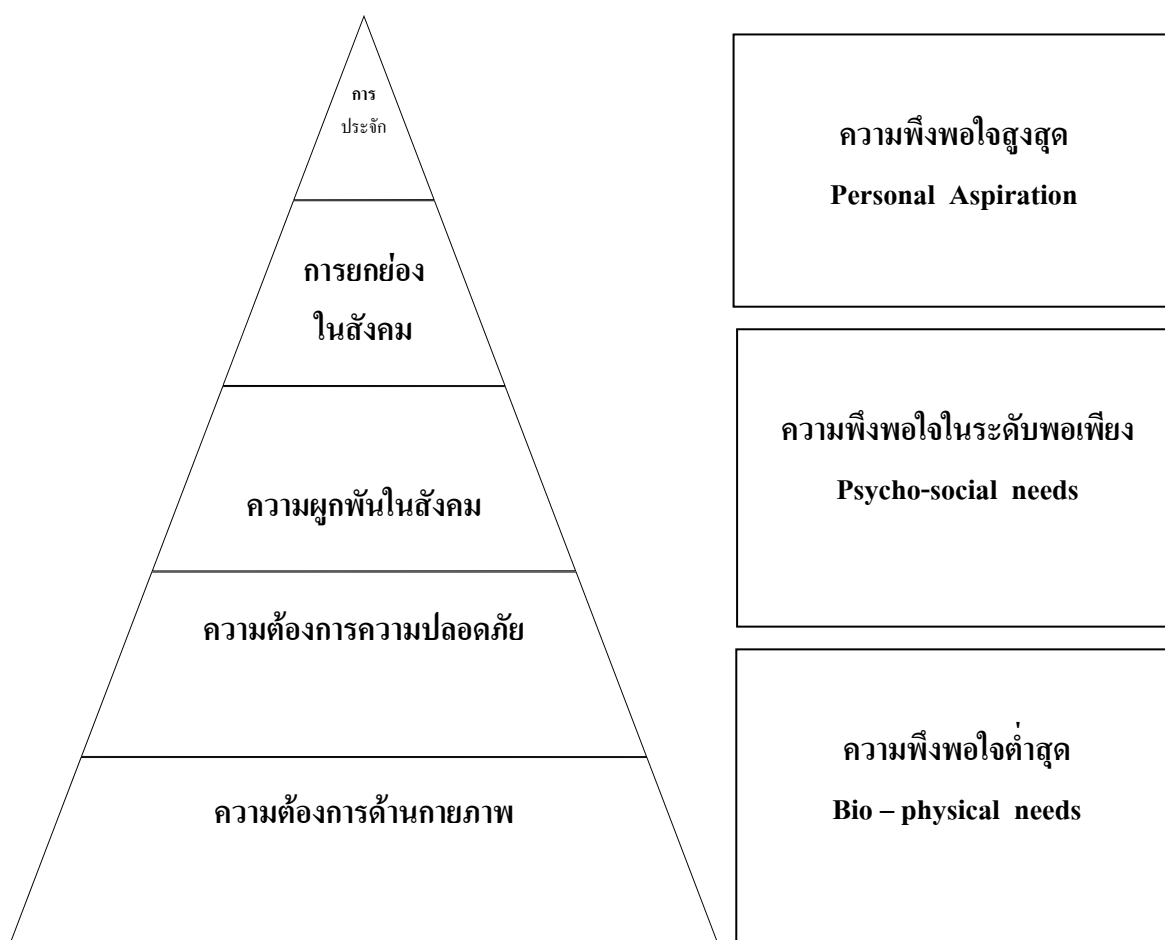 การ
ประจัก
การยกย่อง
ในสังคม
ความผูกพันในสังคม
ความต้องการความปลอดภัย
ความต้องการด้านกายภาพ
ความพึงพอใจสูงสุด
Personal Aspiration
ความพึงพอใจในระดับพอเพียง
Psycho-social needs
ความพึงพอใจต่ำสุด
Bio – physical needs